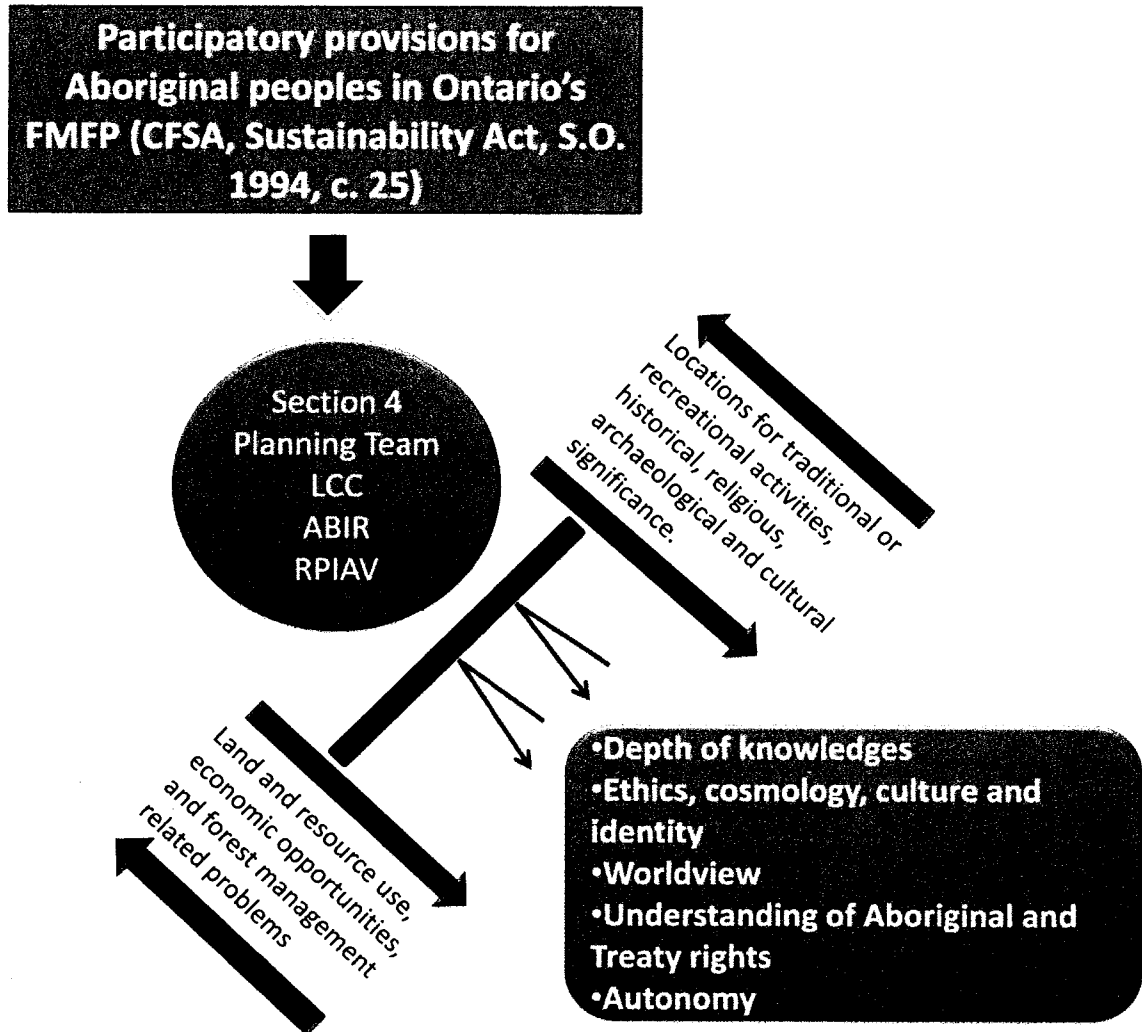 Participatory provisions for
Aboriginal peoples in Ontario's
FMFP (CFSA, Sustainability Act, S.O.
1994, c. 25)
Section 4
Planning Team
LCC
ABIR
RPIAV
Locations for traditional or
recreational activities,
historical, religious,
archaeological and cultural
significance.
Land and resource use,
economic opportunities,
and forest management
related problems
•Depth of knowledges
•Ethics, cosmology, culture and
identity
•Worldview
•Understanding of Aboriginal and
Treaty rights
•Autonomy